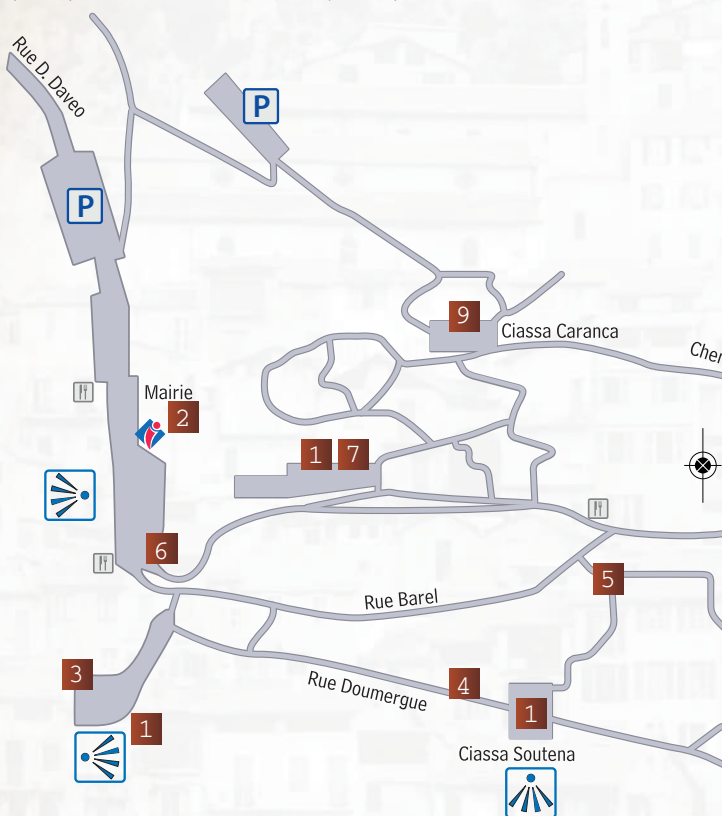 Rue D. Daveo
P
P
9
Ciassa Caranca
Cher
Mairie
2
1
7
6
5
Rue Barel
3
Rue Doumergue
4
1
1
Ciassa Soutena